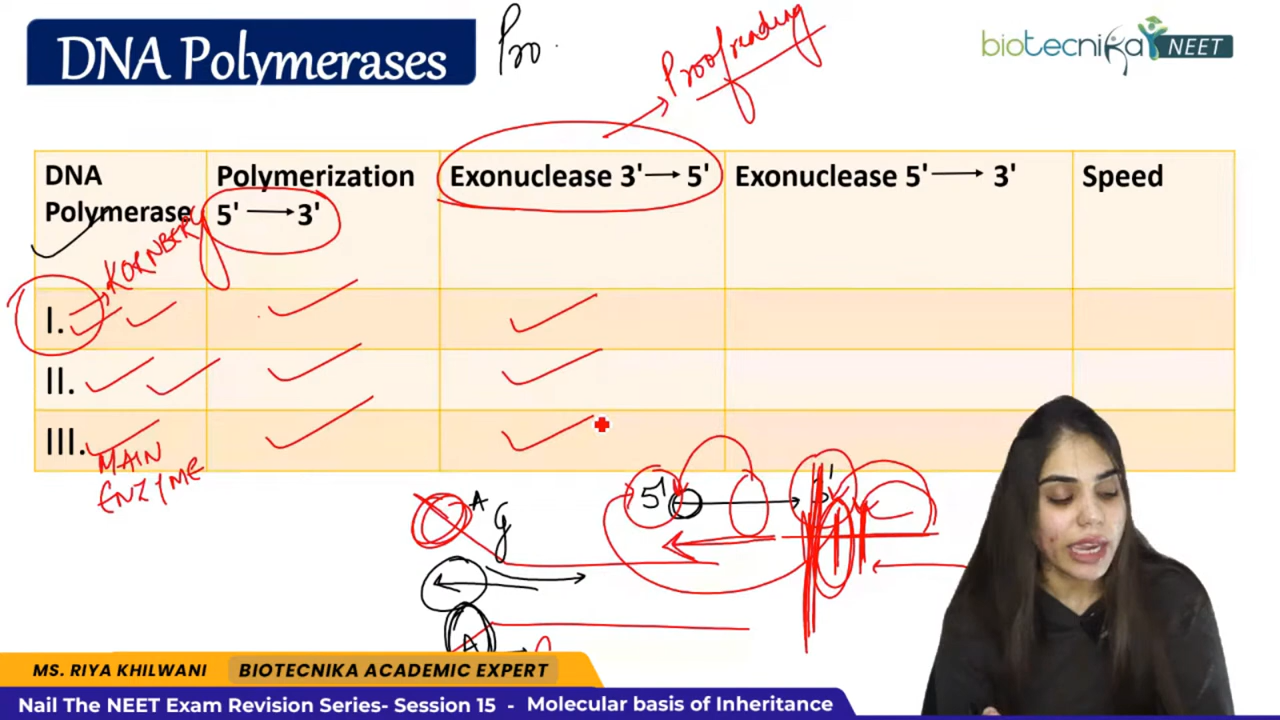 DNA Polymerases
Pro
Proofreading
biotecnika NEET
DNA Polymerase
Polymerization 5' → 3'
Exonuclease 3' → 5'
Exonuclease 5' → 3'
Speed
KORNBERG
I.
II.
III.
MAIN
ENZYME
A
g
5'
3'
A
MS. RIYA KHILWANI
BIOTECNIKA ACADEMIC EXPERT
Nail The NEET Exam Revision Series- Session 15 - Molecular basis of Inheritance